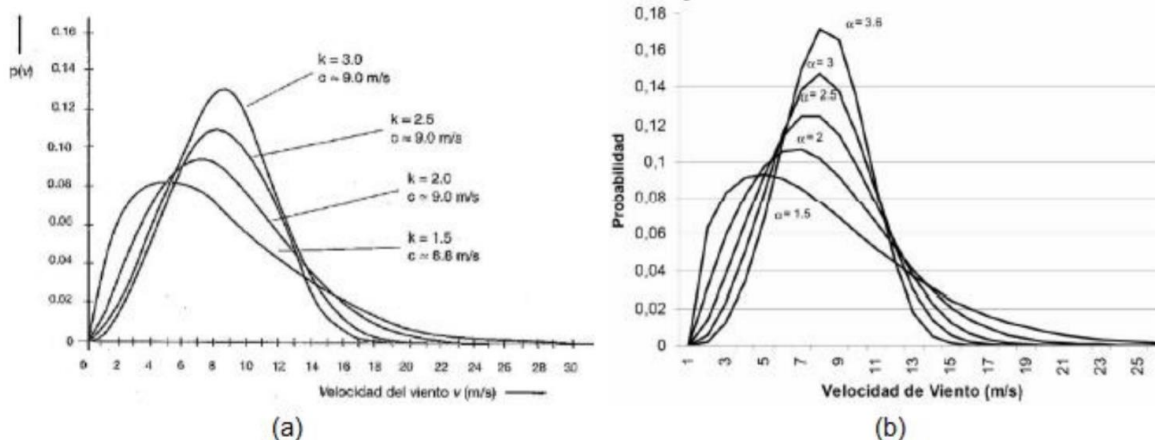 0.16
p(v)
0.14
0.12
0.10
0.08
0.06
0.04
0.02
0
k = 3.0
c ≈ 9.0 m/s
k = 2.5
c ≈ 9.0 m/s
k = 2.0
c ≈ 9.0 m/s
k = 1.5
c ≈ 8.8 m/s
0 2 4 6 8 10 12 14 16 18 20 22 24 26 28 30
Velocidad del viento v (m/s)
(a)
0,18
0,16
0,14
0,12
0,1
0,08
0,06
0,04
0,02
0
Probabilidad
α= 3.6
α= 3
α= 2.5
α= 2
α= 1.5
1 3 5 7 9 11 13 15 17 19 21 23 25
Velocidad de Viento (m/s)
(b)